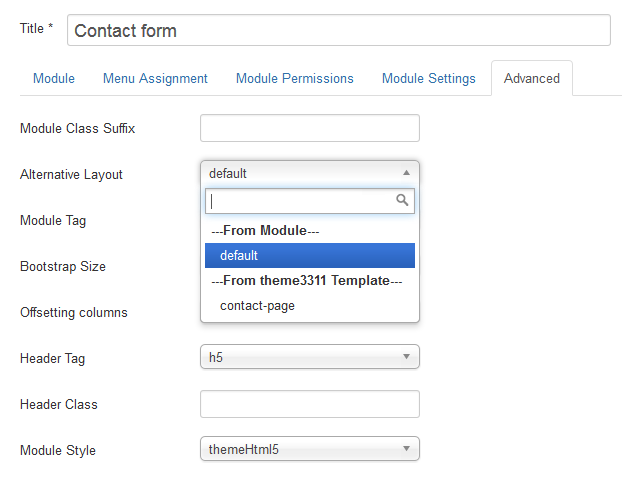 Title * Contact form
Module Menu Assignment Module Permissions Module Settings Advanced
Module Class Suffix
Alternative Layout default
---From Module---
Module Tag
default
Bootstrap Size
---From theme3311 Template---
contact-page
Offsetting columns
Header Tag h5
Header Class
Module Style themeHtml5